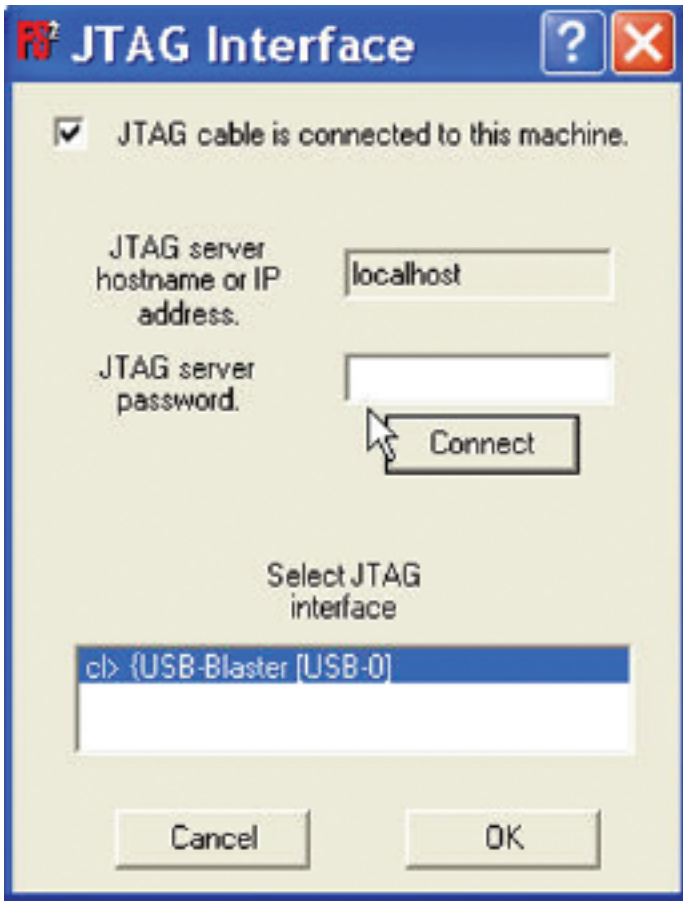 FS² JTAG Interface ?
JTAG cable is connected to this machine.
JTAG server
hostname or IP
address.
localhost
JTAG server
password.
Connect
Select JTAG
interface
cl> {USB-Blaster [USB-0]
Cancel
OK